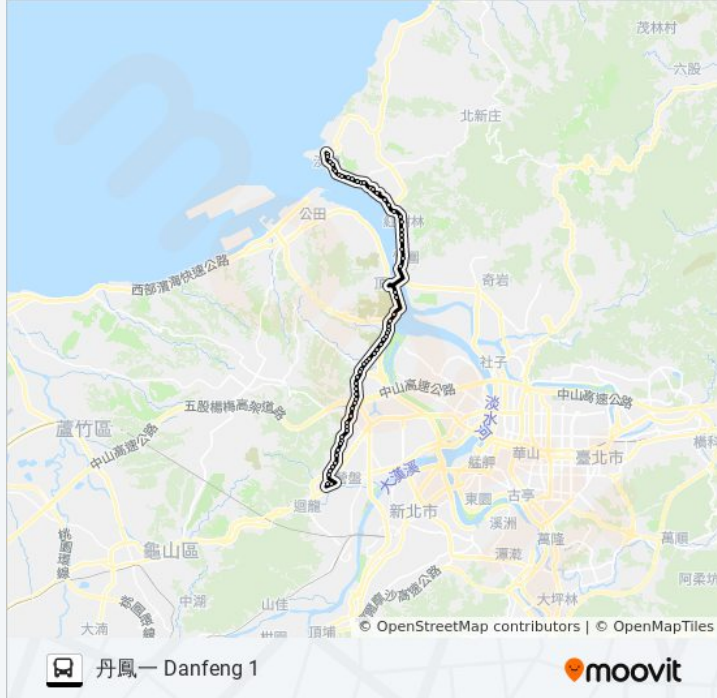 茂林村
六股
北新庄
公田
西部濱海快速公路
奇岩
社子
中山高速公路
中山高速公路
五股楊梅高架道路
蘆竹區
中山高速公路
淡水河
華山
臺北市
艋舺
大漢溪
東園
古亭
新北市
迴龍
溪洲
萬隆
萬順
龜山區
桃園環線
中湖
山佳
大坪林
大湳
頂埔
© OpenStreetMap contributors | © OpenMapTiles
丹鳳一 Danfeng 1
moovit